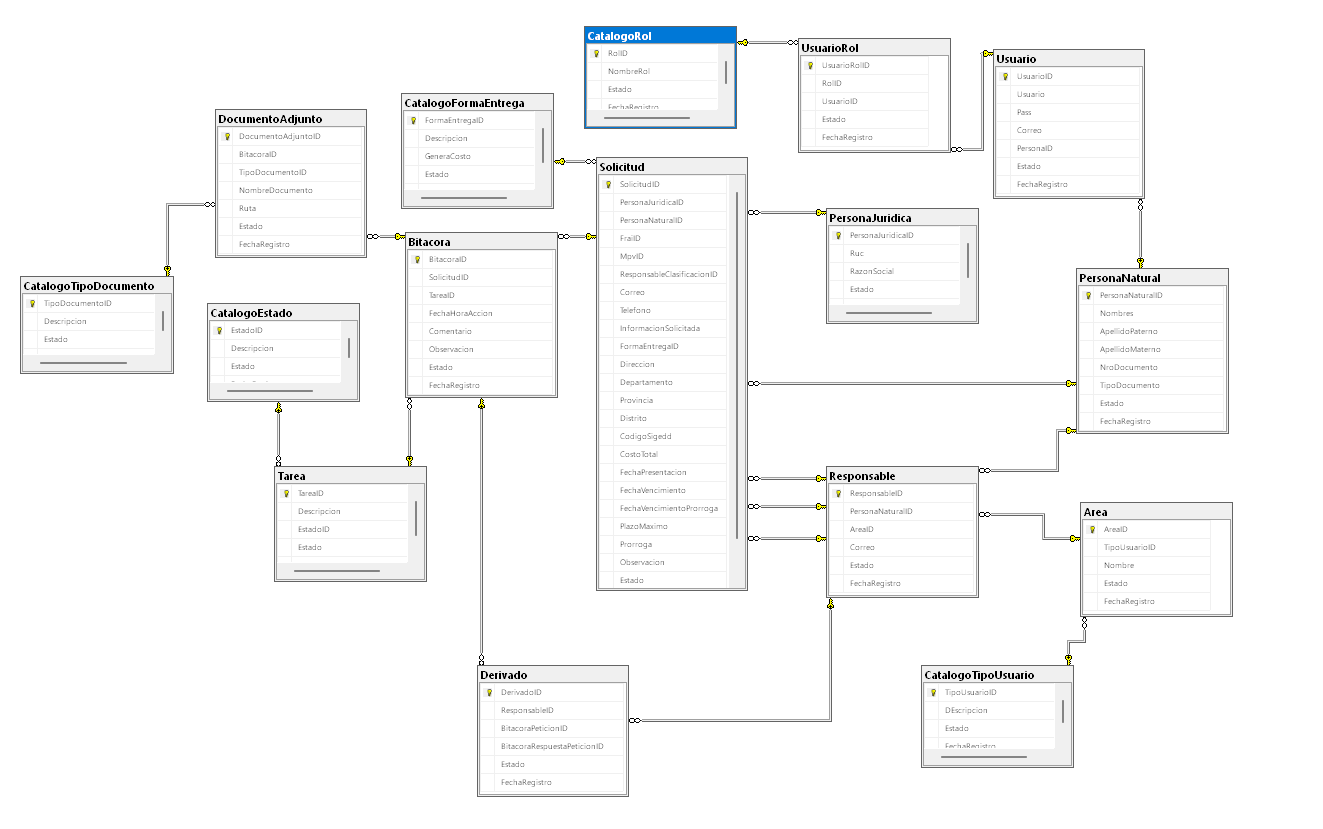 CatalogoRol
RolID
NombreRol
Estado
FechaRegistro
UsuarioRol
UsuarioRolID
RolID
UsuarioID
Estado
FechaRegistro
Usuario
UsuarioID
Usuario
Pass
Correo
PersonaID
Estado
FechaRegistro
CatalogoFormaEntrega
FormaEntregaID
Descripcion
GeneraCosto
Estado
DocumentoAdjunto
DocumentoAdjuntoID
BitacoraID
TipoDocumentoID
NombreDocumento
Ruta
Estado
FechaRegistro
Solicitud
SolicitudID
PersonaJuridicaID
PersonaNaturalID
FraiID
MpvID
ResponsableClasificacionID
Correo
Telefono
InformacionSolicitada
FormaEntregaID
Direccion
Departamento
Provincia
Distrito
CodigoSigedd
CostoTotal
FechaPresentacion
FechaVencimiento
FechaVencimientoProrroga
PlazoMaximo
Prorroga
Observacion
Estado
PersonaJuridica
PersonaJuridicaID
Ruc
RazonSocial
Estado
Bitacora
BitacoraID
SolicitudID
TareaID
FechaHoraAccion
Comentario
Observacion
Estado
FechaRegistro
PersonaNatural
PersonaNaturalID
Nombres
ApellidoPaterno
ApellidoMaterno
NroDocumento
TipoDocumento
Estado
FechaRegistro
CatalogoTipoDocumento
TipoDocumentoID
Descripcion
Estado
CatalogoEstado
EstadoID
Descripcion
Estado
Tarea
TareaID
Descripcion
EstadoID
Estado
Responsable
ResponsableID
PersonaNaturalID
AreaID
Correo
Estado
FechaRegistro
Area
AreaID
TipoUsuarioID
Nombre
Estado
FechaRegistro
Derivado
DerivadoID
ResponsableID
BitacoraPeticionID
BitacoraRespuestaPeticionID
Estado
FechaRegistro
CatalogoTipoUsuario
TipoUsuarioID
DEscripcion
Estado
FechaRegistro